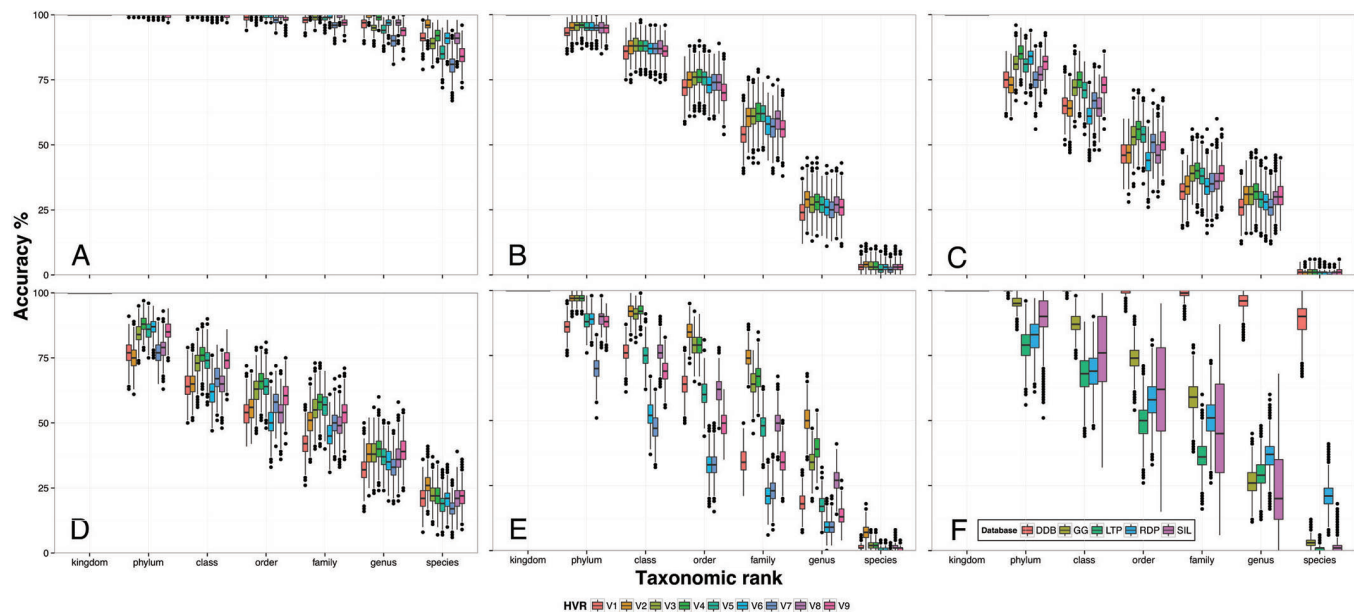 Accuracy %
100
75
50
25
0
A
B
C
100
75
50
25
0
D
E
F
Database DDB GG LTP RDP SIL
kingdom phylum class order family genus species
kingdom phylum class order family genus species
kingdom phylum class order family genus species
Taxonomic rank
HVR V1 V2 V3 V4 V5 V6 V7 V8 V9